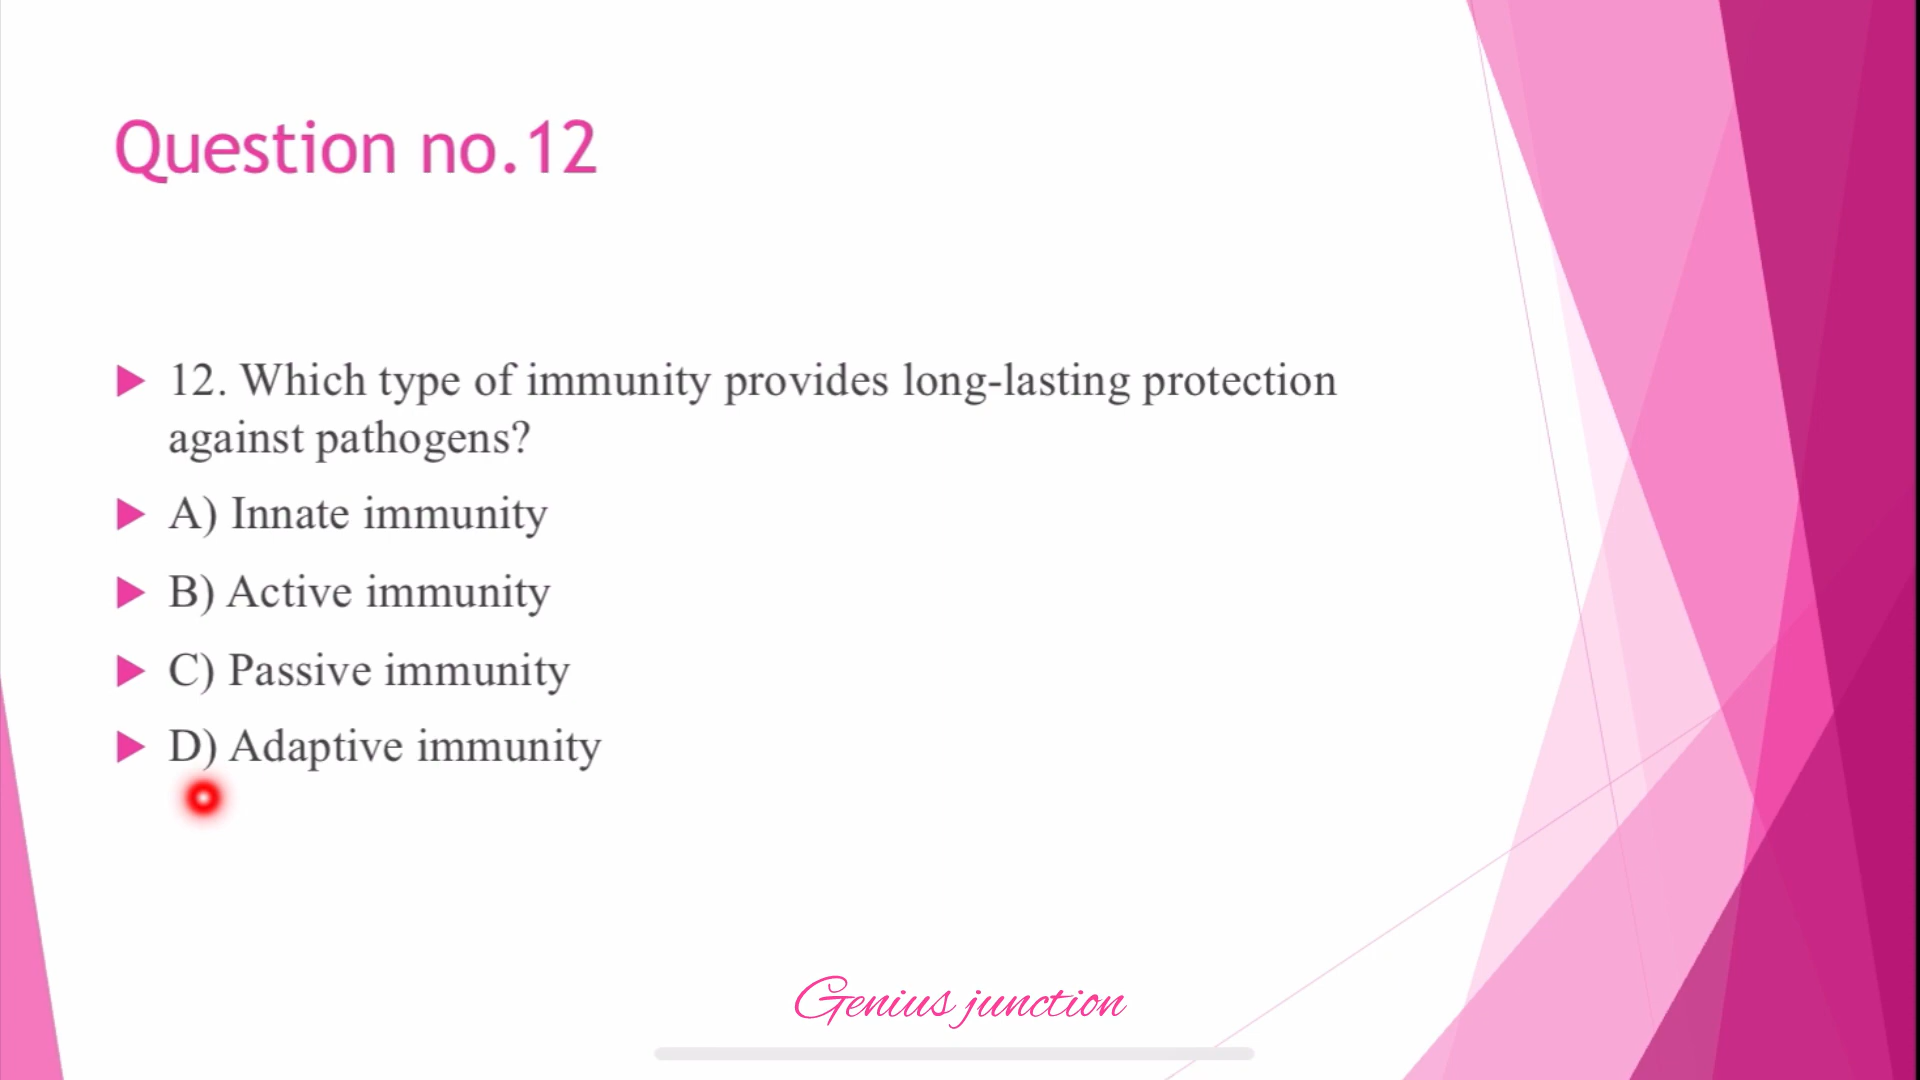 Question no.12
12. Which type of immunity provides long-lasting protection
against pathogens?
A) Innate immunity
B) Active immunity
C) Passive immunity
D) Adaptive immunity
Genius junction